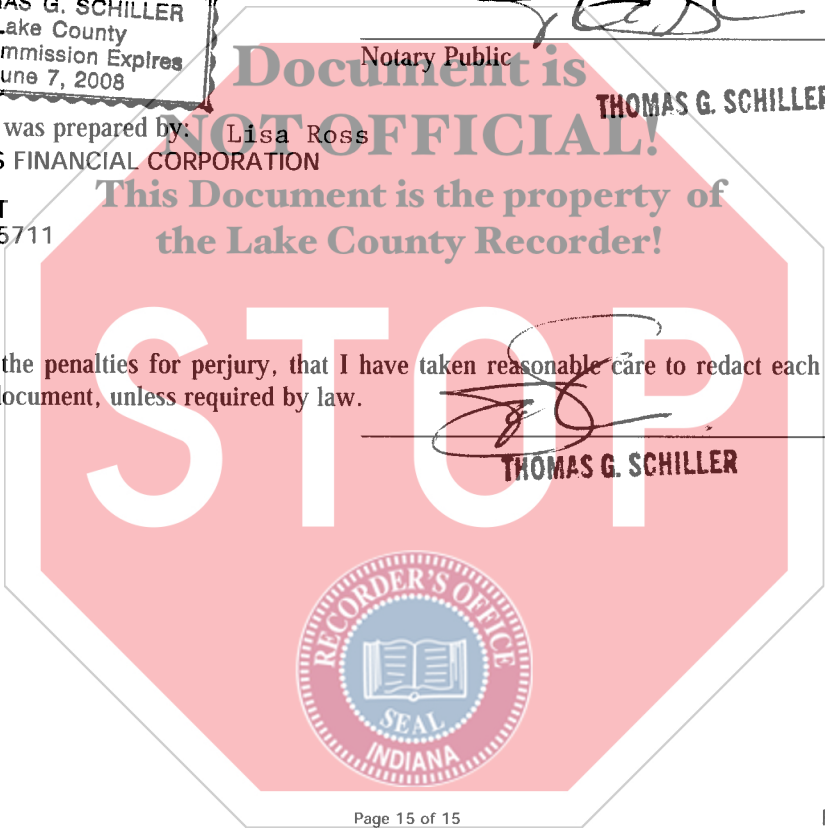 G. SCHILLER
Lake County
mmission Expires
une 7, 2008
Notary Public
THOMAS G. SCHILLER
Document is
NOT OFFICIAL!
This Document is the property of
the Lake County Recorder!
was prepared by: Lisa Ross
FINANCIAL CORPORATION
5711
STOP
the penalties for perjury, that I have taken reasonable care to redact each
ocument, unless required by law.
THOMAS G. SCHILLER
RECORDER'S OFFICE
SEAL
INDIANA
Page 15 of 15